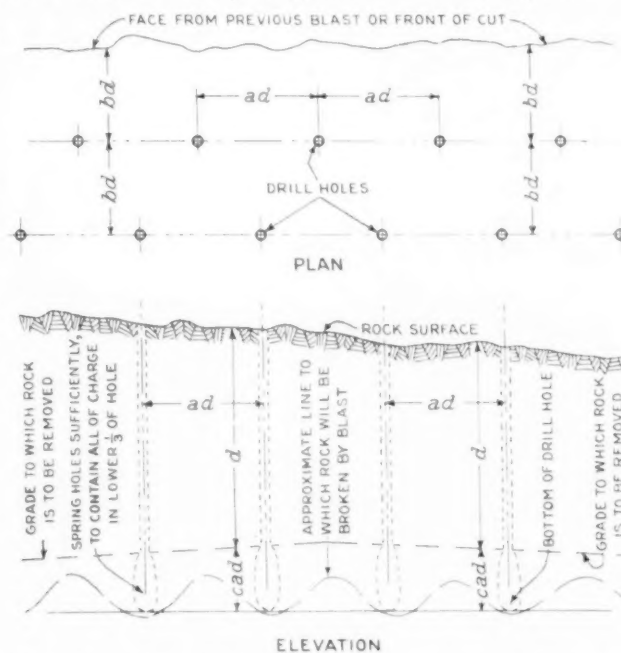 FACE FROM PREVIOUS BLAST OR FRONT OF CUT
bd
ad
ad
bd
bd
DRILL HOLES
bd
PLAN
ROCK SURFACE
GRADE TO WHICH ROCK
IS TO BE REMOVED
SPRING HOLES SUFFICIENTLY,
TO CONTAIN ALL OF CHARGE
IN LOWER 1/3 OF HOLE
ad
d
APPROXIMATE LINE TO
WHICH ROCK WILL BE
BROKEN BY BLAST
ad
d
BOTTOM OF DRILL HOLE
GRADE TO WHICH ROCK
IS TO BE REMOVED
cad
cad
ELEVATION